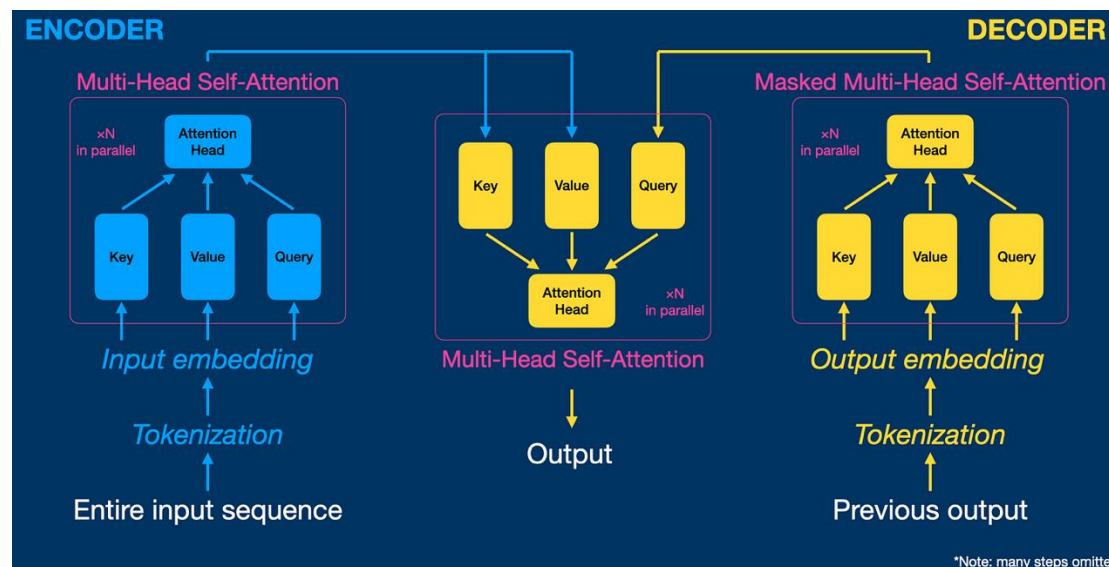 ENCODER
DECODER
Multi-Head Self-Attention
×N
in parallel
Attention
Head
Key
Value
Query
Input embedding
Tokenization
Entire input sequence
Key
Value
Query
Attention
Head
×N
in parallel
Multi-Head Self-Attention
Output
Masked Multi-Head Self-Attention
×N
in parallel
Attention
Head
Key
Value
Query
Output embedding
Tokenization
Previous output
*Note: many steps omitte